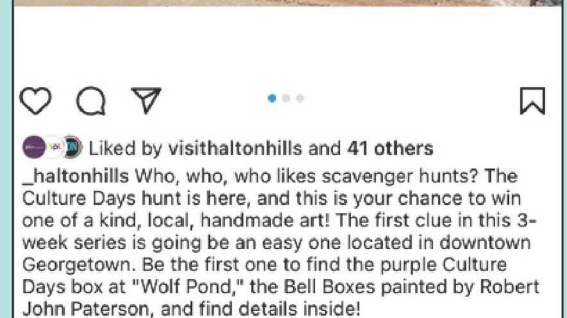 Liked by visithaltonhills and 41 others
_haltonhills Who, who, who likes scavenger hunts? The
Culture Days hunt is here, and this is your chance to win
one of a kind, local, handmade art! The first clue in this 3-
week series is going be an easy one located in downtown
Georgetown. Be the first one to find the purple Culture
Days box at "Wolf Pond," the Bell Boxes painted by Robert
John Paterson, and find details inside!